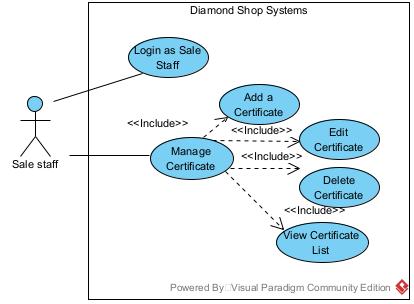 Diamond Shop Systems
Login as Sale
Staff
Add a
Certificate
<<Include>>
<<Include>>
Edit
Certificate
Sale staff
Manage
Certificate
<<Include>>
Delete
Certificate
<<Include>>
View Certificate
List
Powered By Visual Paradigm Community Edition